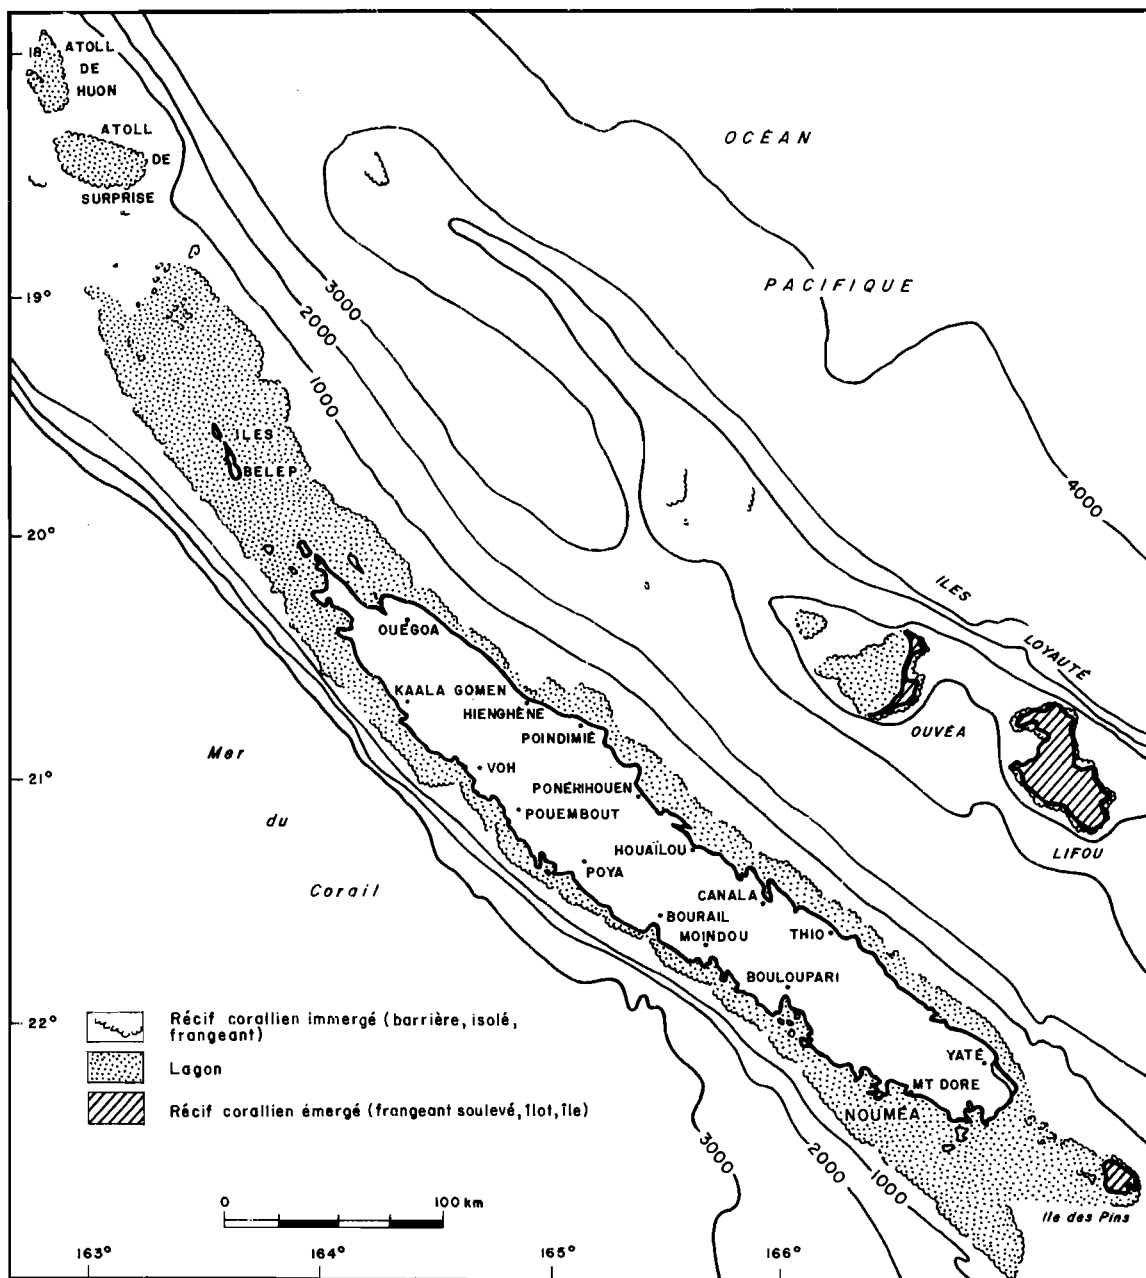 18
ATOLL
DE
HUON
ATOLL
DE
SURPRISE
OCÉAN
PACIFIQUE
19°
3000
2000
1000
4000
ILES
BELEP
20°
ILES
LOYAUTÉ
OUÉGOA
KAALA GOMEN
HIENGHÈNE
POINDIMIÉ
OUVÉA
Mer
du
Corail
21°
VOH
PONÉRIHOUEN
POUEMBOUT
HOUAÏLOU
POYA
LIFOU
CANALA
BOURAIL
MOINDOU
THIO
BOULOUPARI
22°
YATÉ
MT DORE
NOUMÉA
Récif corallien immergé (barrière, isolé,
frangeant)
Lagon
Récif corallien émergé (frangeant soulevé, îlot, île)
3000
2000
1000
Ile des Pins
0
100 km
163°
164°
165°
166°